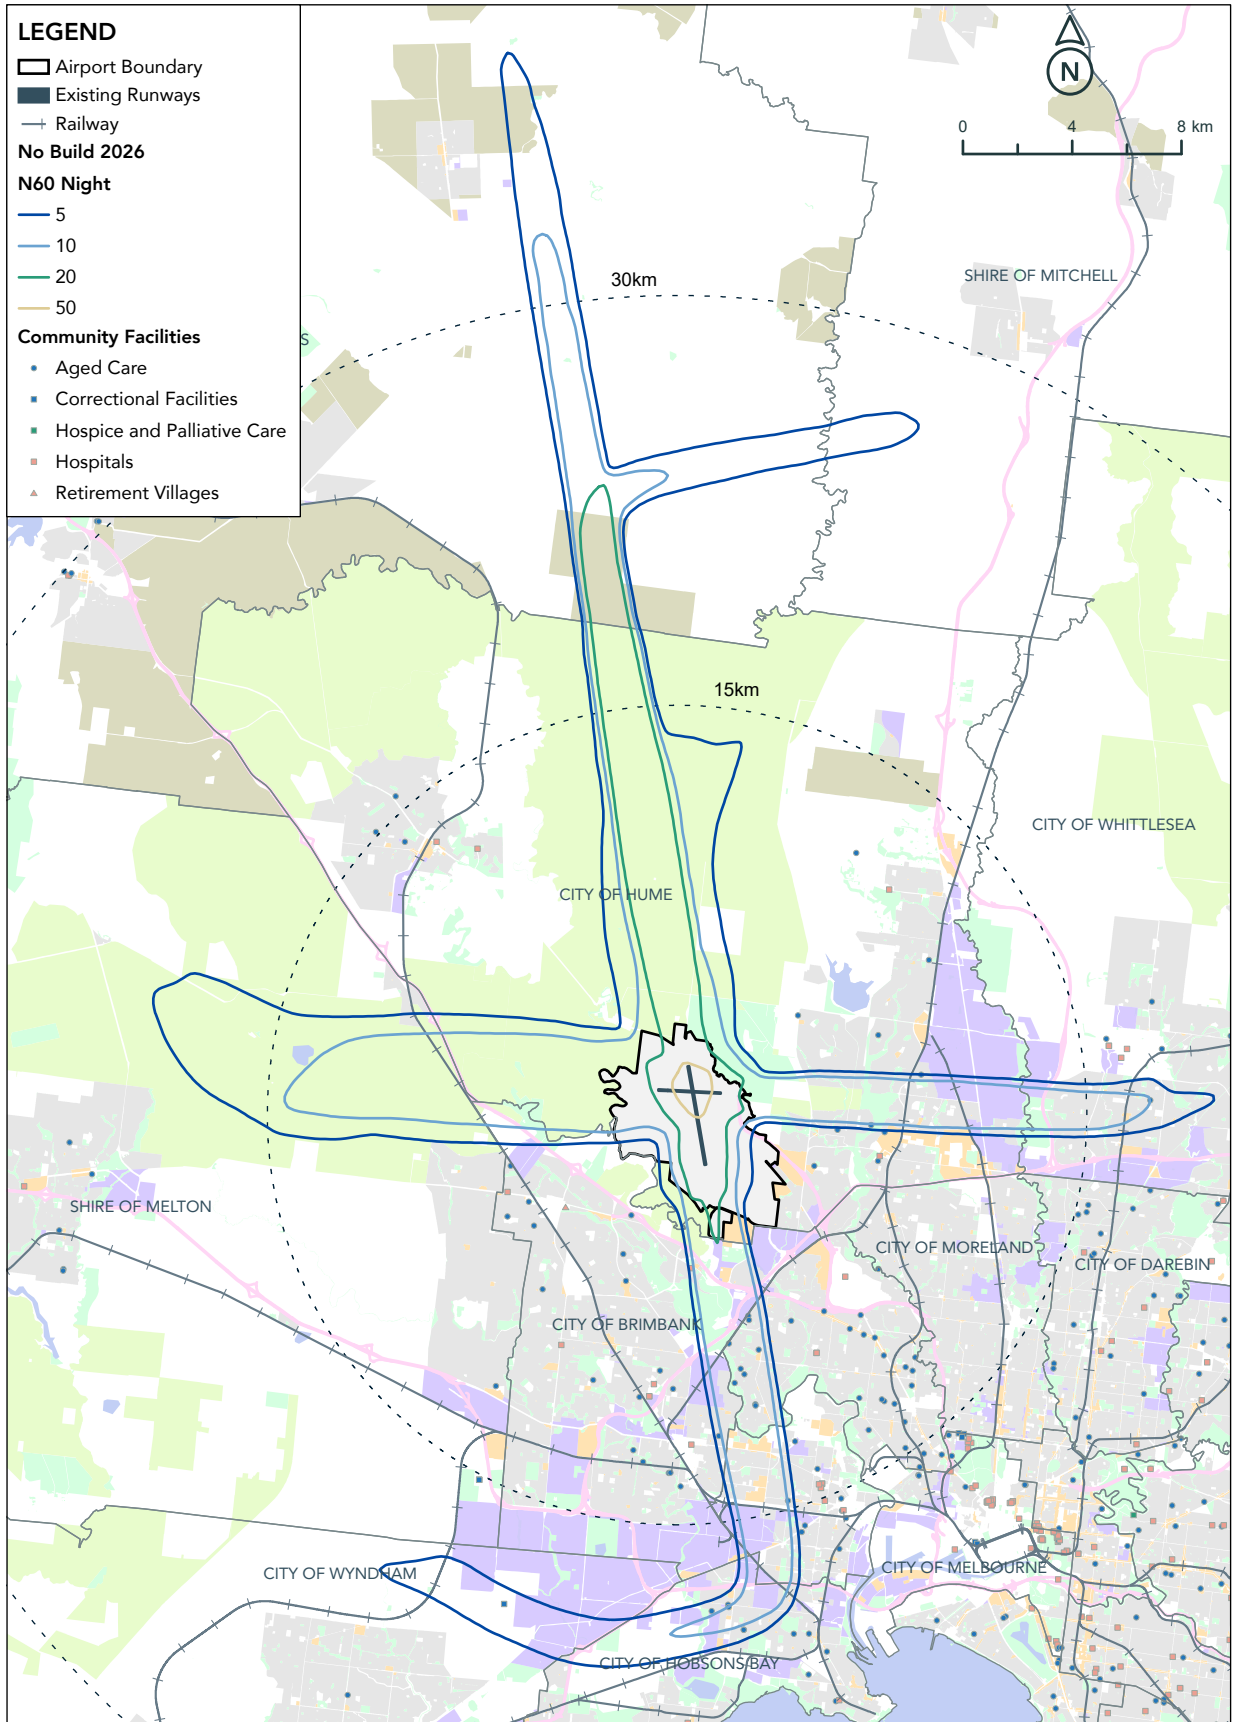 LEGEND
Airport Boundary
Existing Runways
Railway
No Build 2026
N60 Night
5
10
20
50
Community Facilities
Aged Care
Correctional Facilities
Hospice and Palliative Care
Hospitals
Retirement Villages
N
0 4 8 km
30km
SHIRE OF MITCHELL
S
15km
CITY OF WHITTLESEA
CITY OF HUME
SHIRE OF MELTON
CITY OF MORELAND
CITY OF DAREBIN
CITY OF BRIMBANK
CITY OF WYNDHAM
CITY OF MELBOURNE
CITY OF HOBSONS BAY